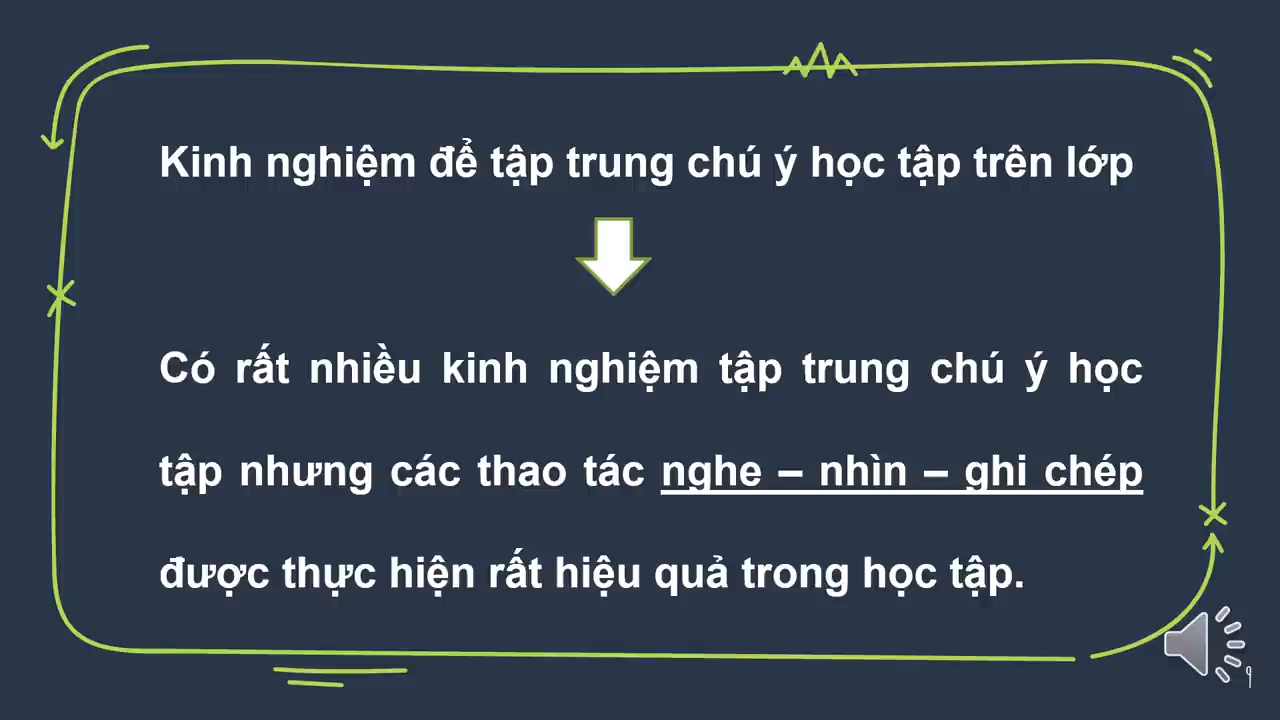 Kinh nghiệm để tập trung chú ý học tập trên lớp
Có rất nhiều kinh nghiệm tập trung chú ý học
tập nhưng các thao tác nghe – nhìn – ghi chép
được thực hiện rất hiệu quả trong học tập.
9